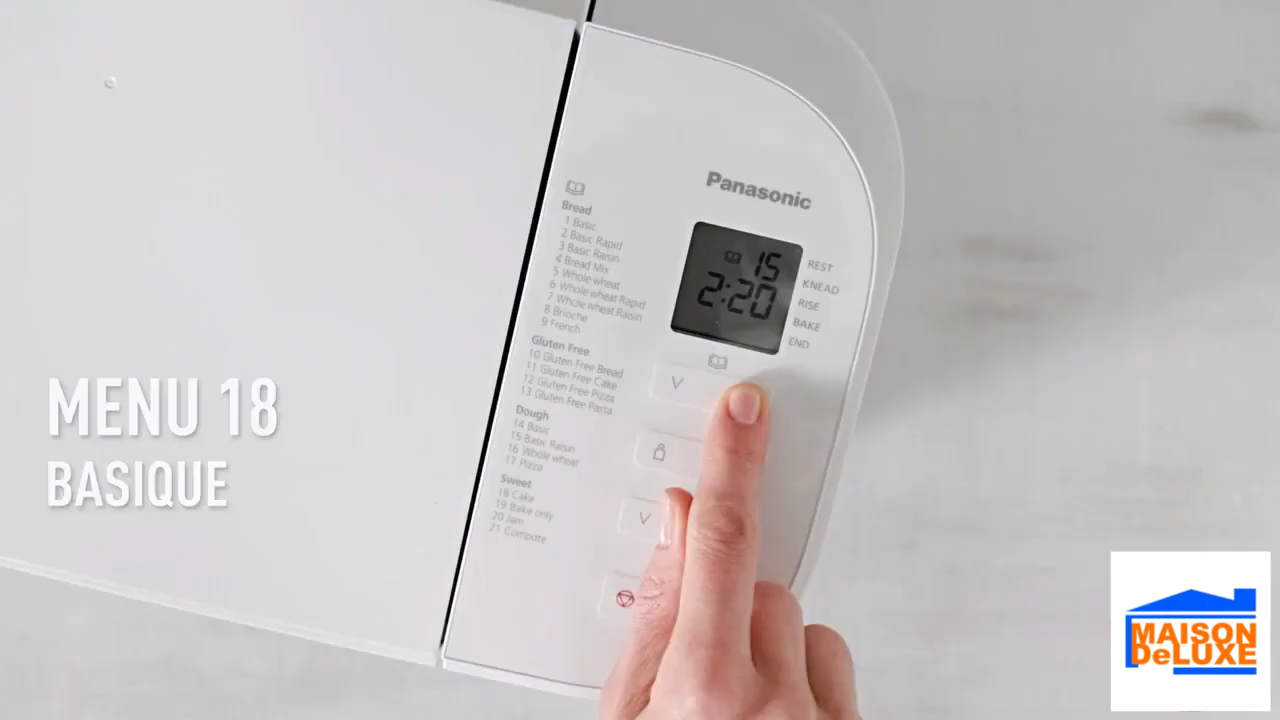 Panasonic
Bread
1 Basic
2 Basic Rapid
3 Basic Raisin
4 Bread Mix
5 Whole wheat
6 Whole wheat Rapid
7 Whole wheat Raisin
8 Brioche
9 French
Gluten Free
10 Gluten Free Bread
11 Gluten Free Cake
12 Gluten Free Pizza
13 Gluten Free Pasta
Dough
14 Basic
15 Basic Raisin
16 Whole wheat
17 Pizza
Sweet
18 Cake
19 Bake only
20 Jam
21 Compote
15
2:20
REST
KNEAD
RISE
BAKE
END
MENU 18
BASIQUE
MAISON
DeLUXE